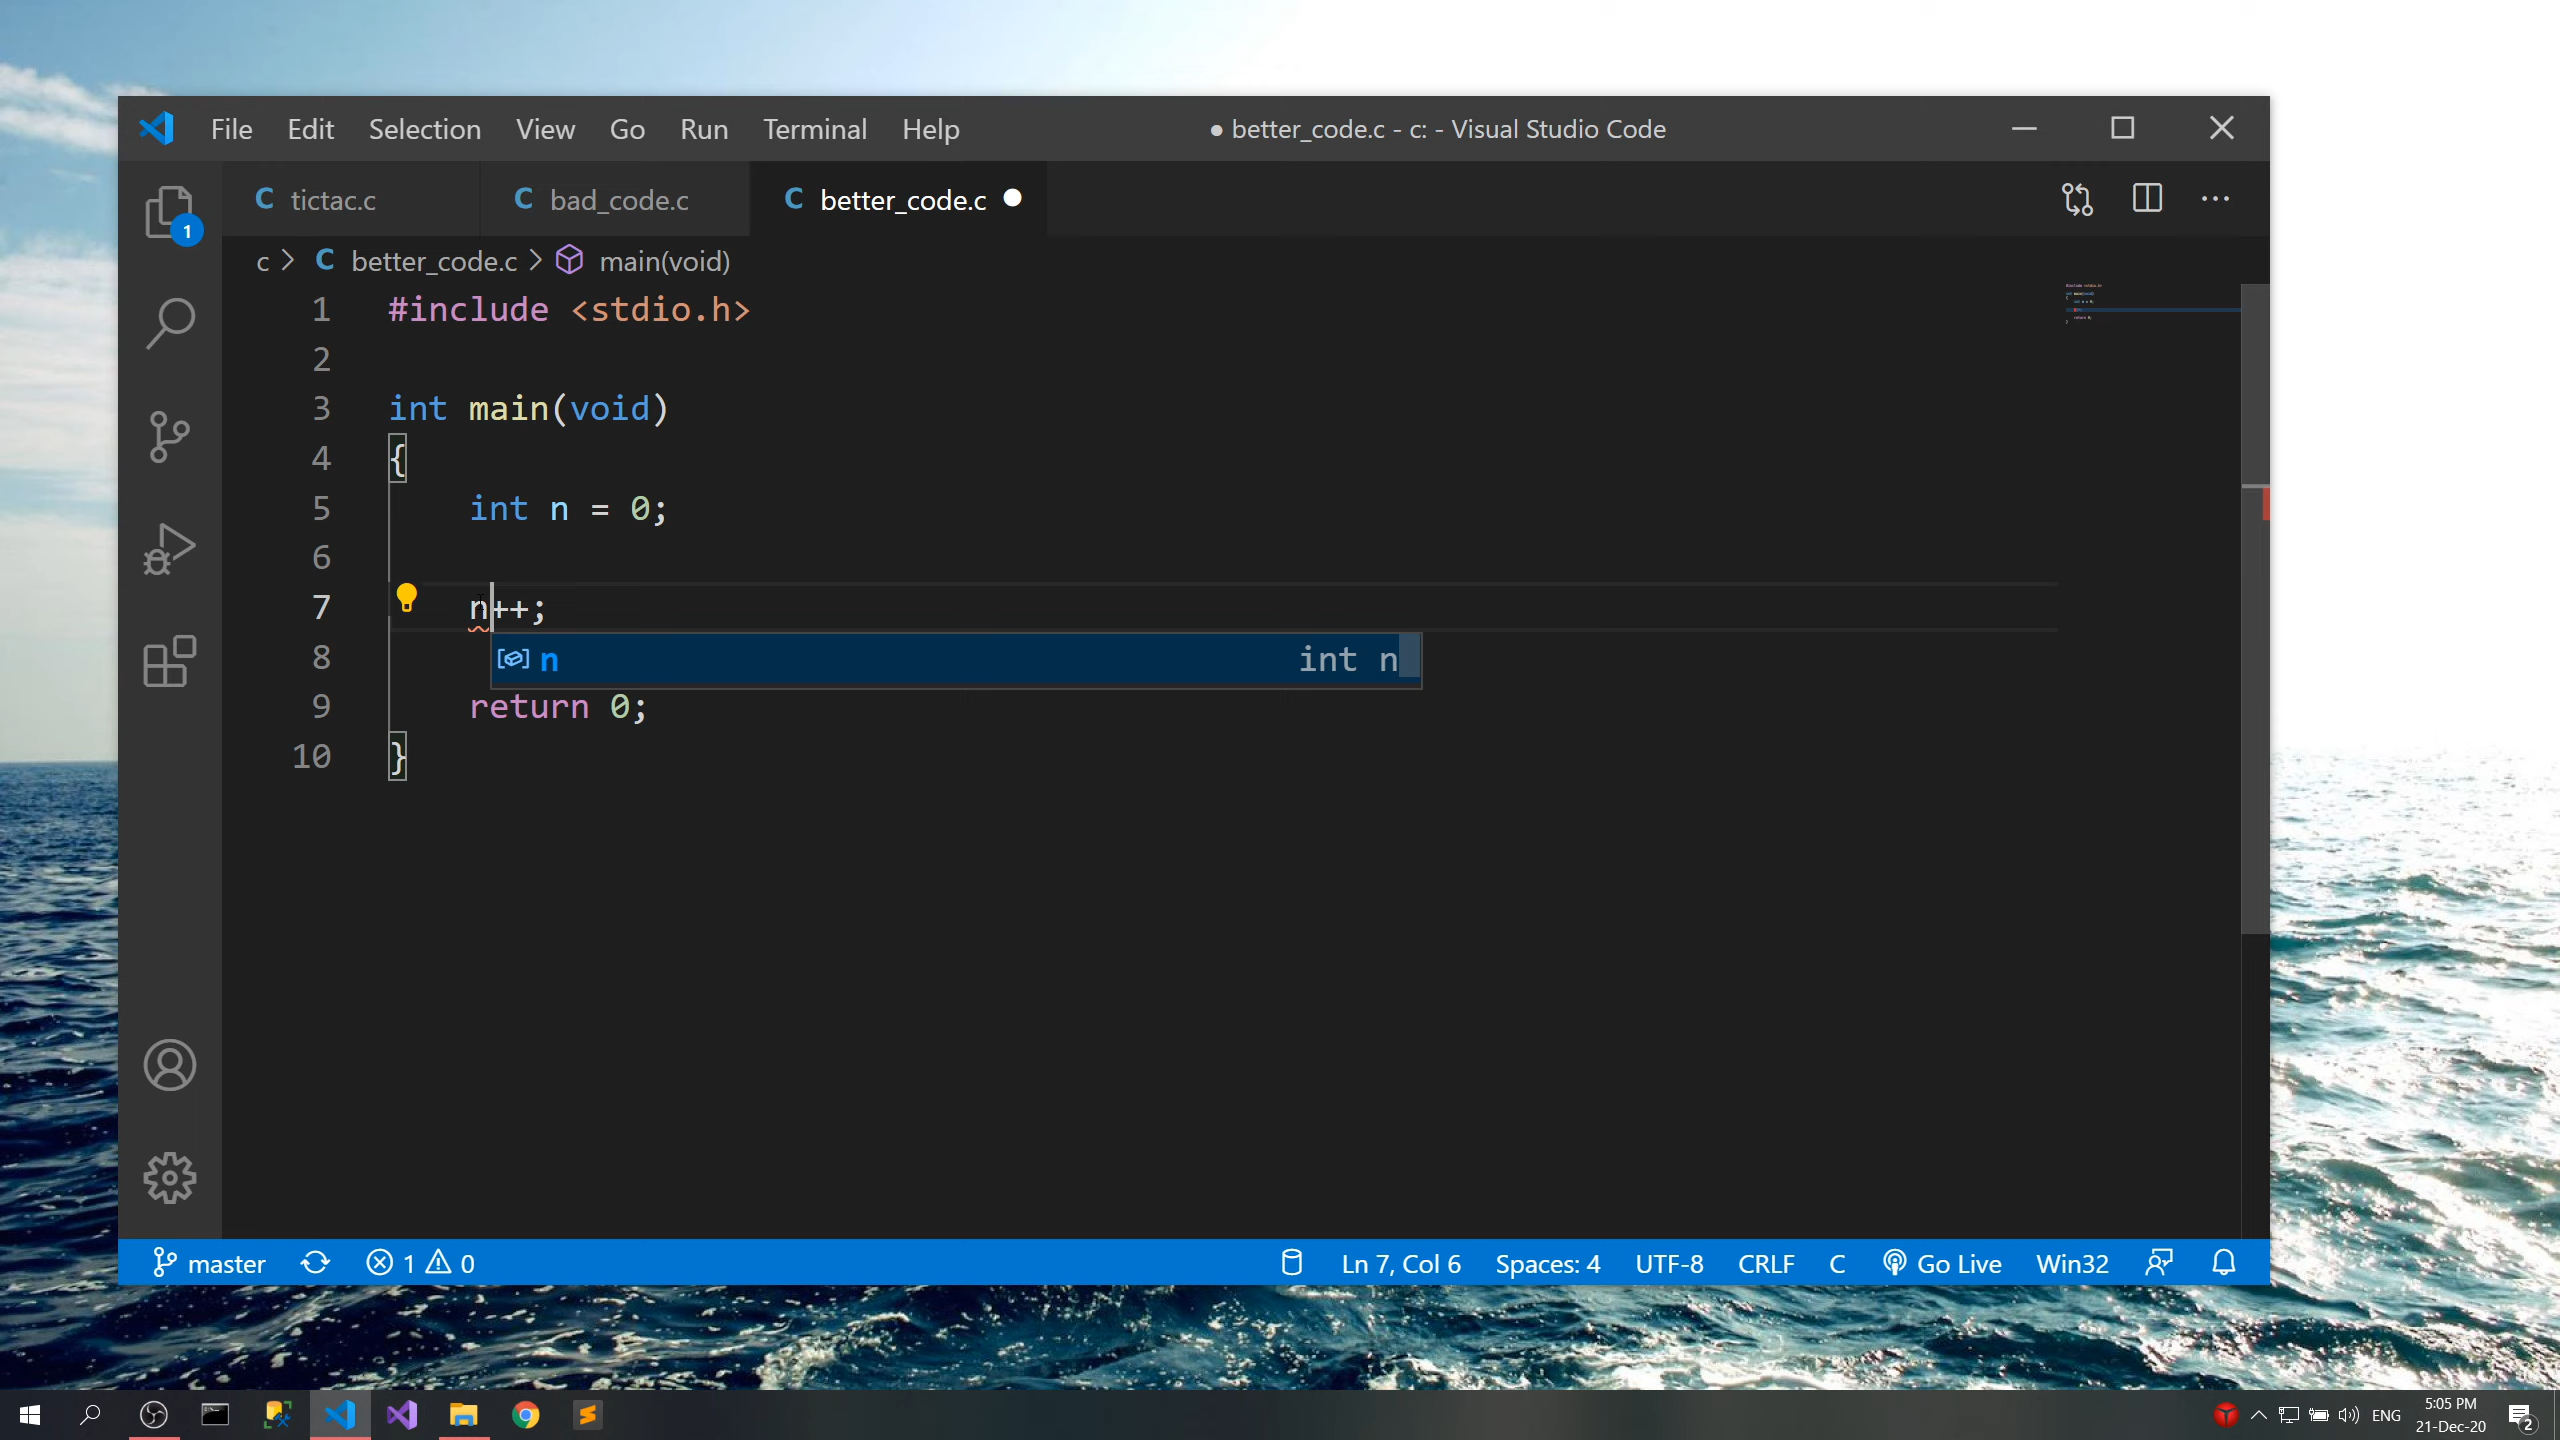 File Edit Selection View Go Run Terminal Help ● better_code.c - c: - Visual Studio Code
C tictac.c C bad_code.c C better_code.c ●
c > C better_code.c > main(void)
1 #include <stdio.h>
2
3 int main(void)
4 {
5 int n = 0;
6
7 n++;
8 n int n
9 return 0;
10 }
1
master 1 0 Ln 7, Col 6 Spaces: 4 UTF-8 CRLF C Go Live Win32
ENG 5:05 PM
21-Dec-20 2